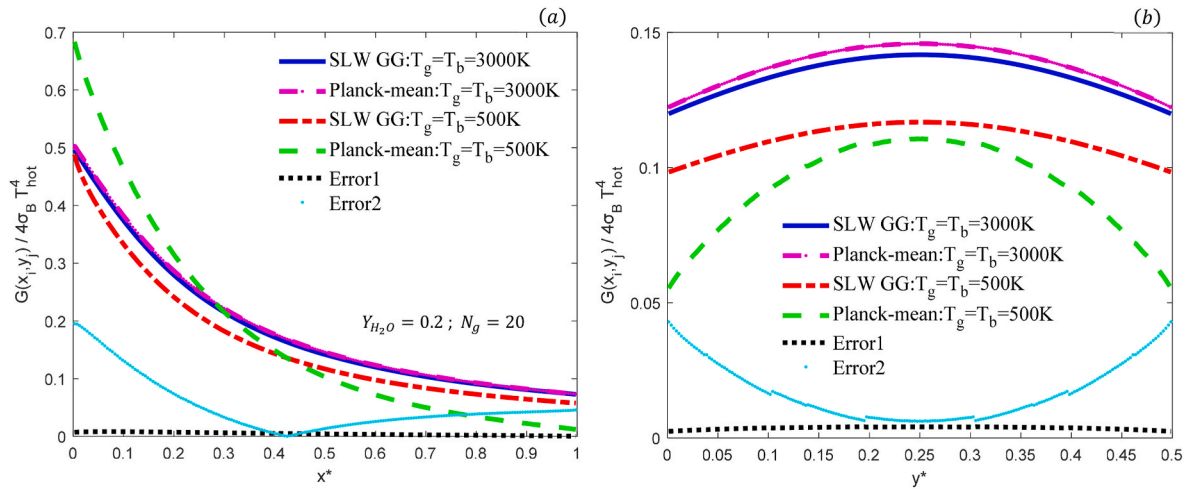 (a)
0.7
0.6
0.5
0.4
0.3
0.2
0.1
0
G(x_i,y_j) / 4σ_B T^4_hot
SLW GG:T_g=T_b=3000K
Planck-mean:T_g=T_b=3000K
SLW GG:T_g=T_b=500K
Planck-mean:T_g=T_b=500K
Error1
Error2
Y_{H_2O} = 0.2 ; N_g = 20
0 0.1 0.2 0.3 0.4 0.5 0.6 0.7 0.8 0.9 1
x*
(b)
0.15
0.1
0.05
0
G(x_i,y_j) / 4σ_B T^4_hot
SLW GG:T_g=T_b=3000K
Planck-mean:T_g=T_b=3000K
SLW GG:T_g=T_b=500K
Planck-mean:T_g=T_b=500K
Error1
Error2
0 0.05 0.1 0.15 0.2 0.25 0.3 0.35 0.4 0.45 0.5
y*